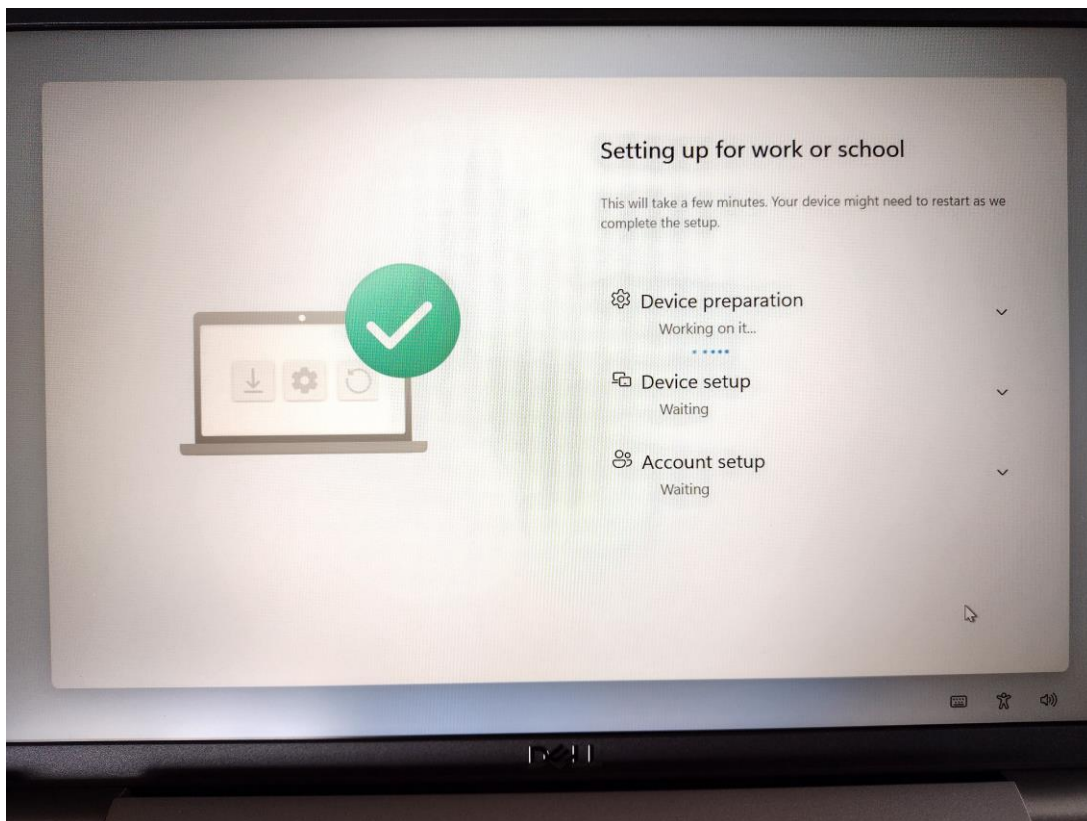 Setting up for work or school
This will take a few minutes. Your device might need to restart as we
complete the setup.
Device preparation
Working on it...
Device setup
Waiting
Account setup
Waiting
DELL